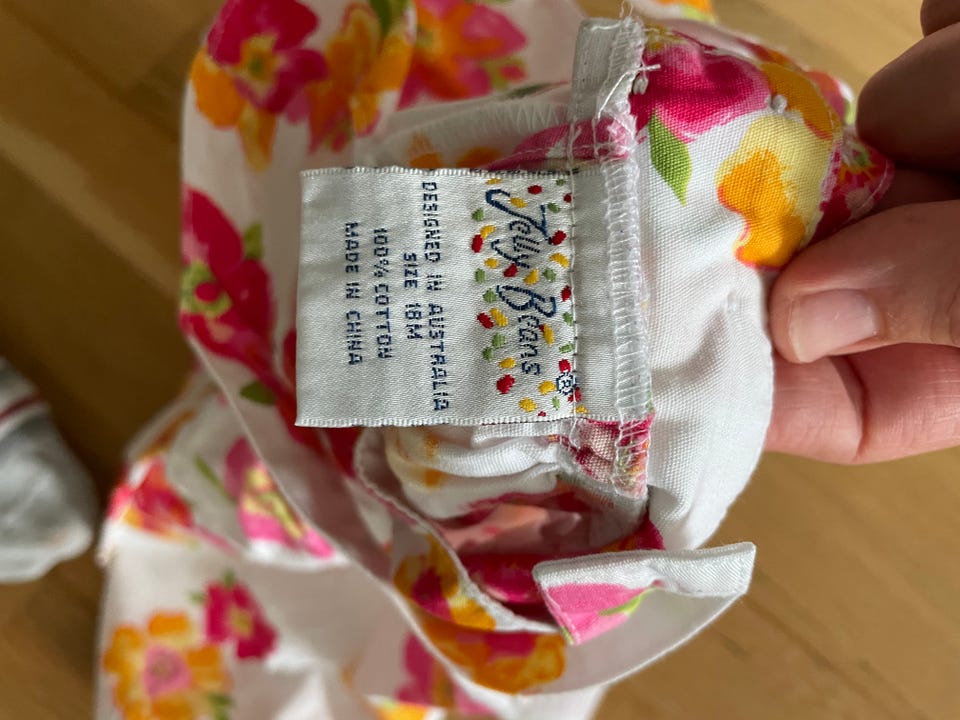 Jelly Beans ®
DESIGNED IN AUSTRALIA
SIZE 18M
100% COTTON
MADE IN CHINA